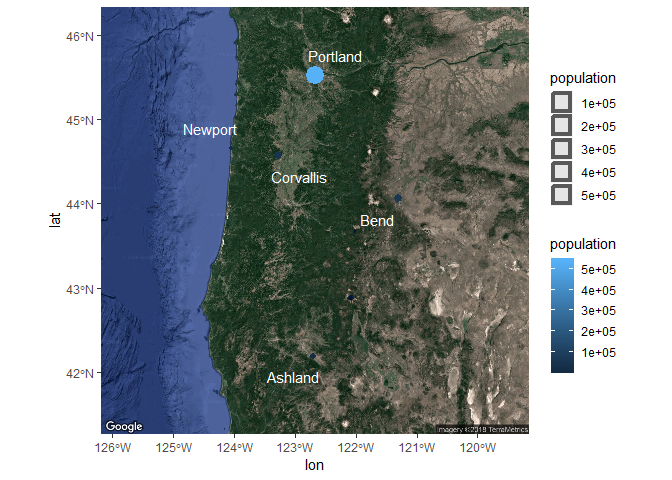 46°N
45°N
44°N
43°N
42°N
lat
Portland
Newport
Corvallis
Bend
Ashland
Google
Imagery ©2018 TerraMetrics
126°W 125°W 124°W 123°W 122°W 121°W 120°W
lon
population
1e+05
2e+05
3e+05
4e+05
5e+05
population
5e+05
4e+05
3e+05
2e+05
1e+05